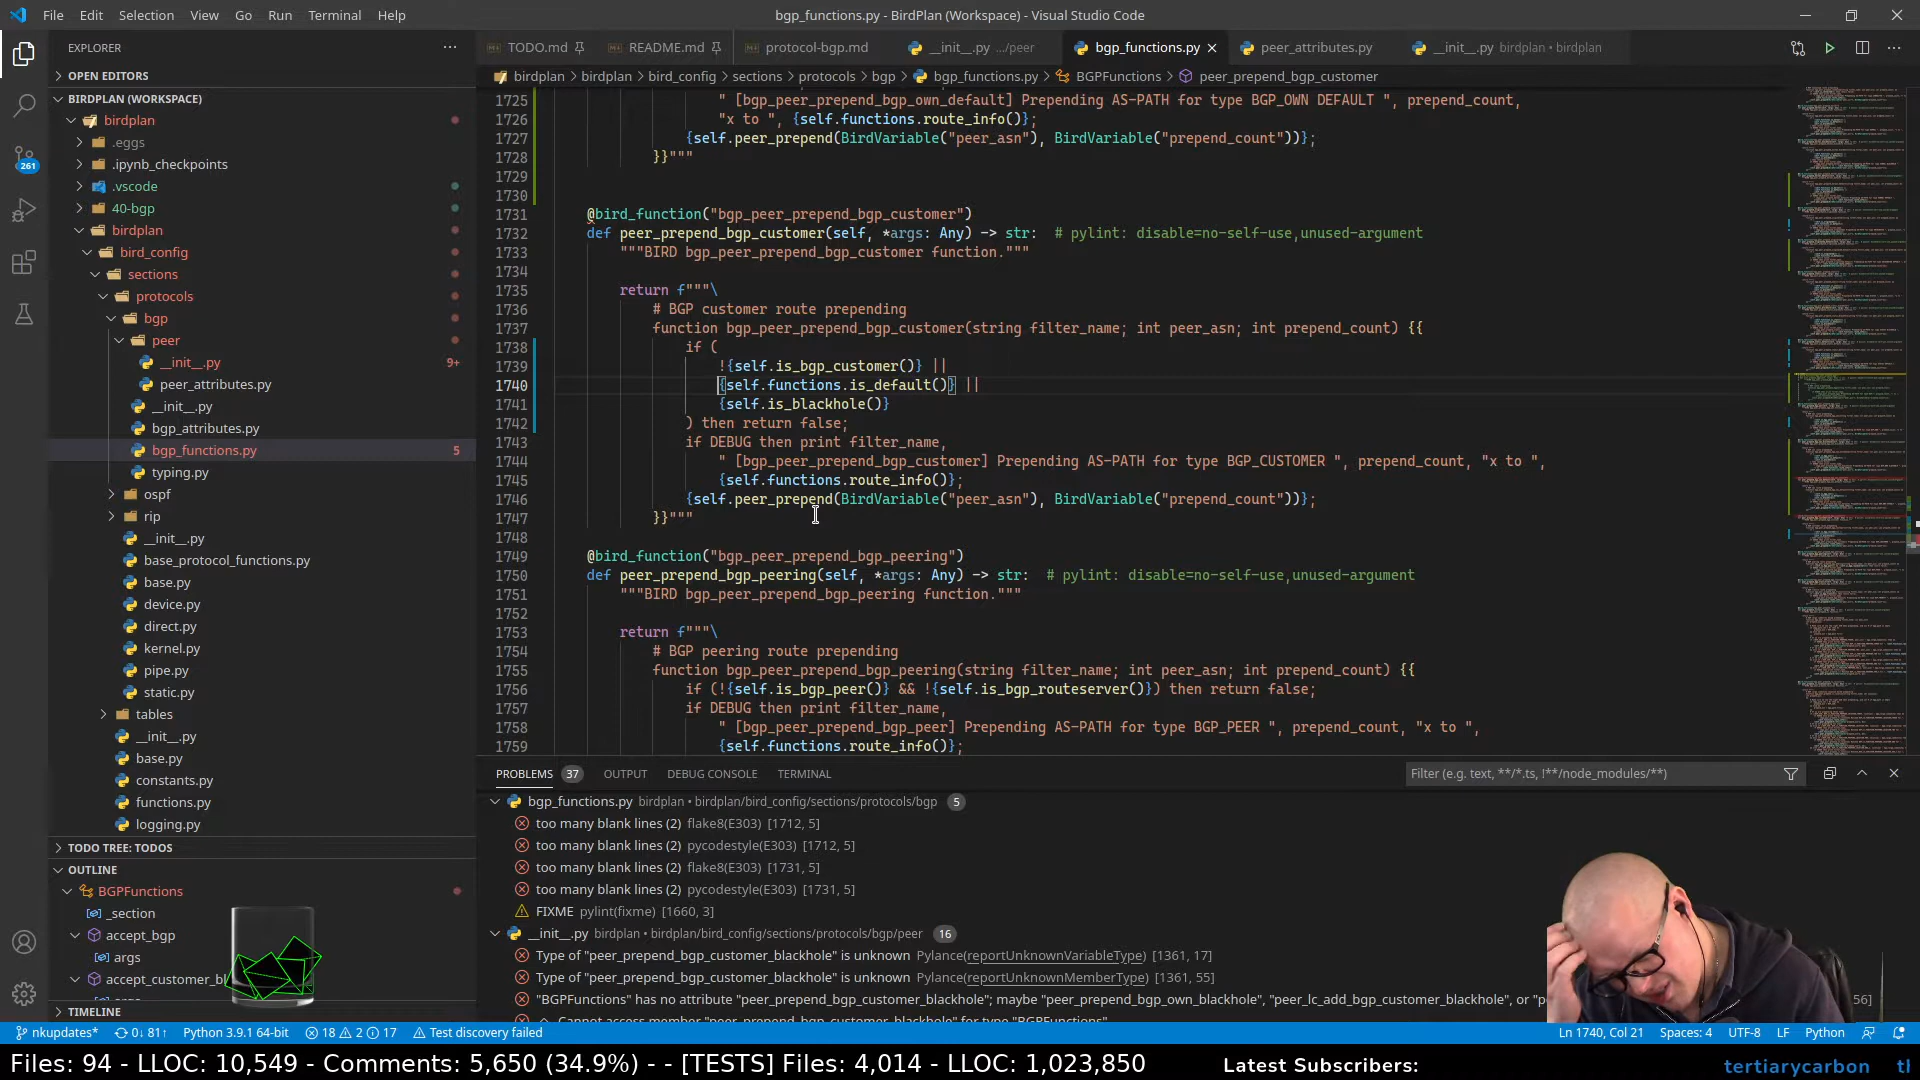 File Edit Selection View Go Run Terminal Help
bgp_functions.py - BirdPlan (Workspace) - Visual Studio Code
EXPLORER
OPEN EDITORS
BIRDPLAN (WORKSPACE)
birdplan
.eggs
.ipynb_checkpoints
.vscode
40-bgp
birdplan
bird_config
sections
protocols
bgp
peer
__init__.py 9+
peer_attributes.py
__init__.py
bgp_attributes.py
bgp_functions.py 5
typing.py
ospf
rip
__init__.py
base_protocol_functions.py
base.py
device.py
direct.py
kernel.py
pipe.py
static.py
tables
__init__.py
base.py
constants.py
functions.py
logging.py
TODO TREE: TODOS
OUTLINE
BGPFunctions
_section
accept_bgp
args
accept_customer_bl
TIMELINE
261
TODO.md README.md protocol-bgp.md __init__.py .../peer bgp_functions.py peer_attributes.py __init__.py birdplan • birdplan
birdplan > birdplan > bird_config > sections > protocols > bgp > bgp_functions.py > BGPFunctions > peer_prepend_bgp_customer
1725 " [bgp_peer_prepend_bgp_own_default] Prepending AS-PATH for type BGP_OWN DEFAULT ", prepend_count,
1726 "x to ", {self.functions.route_info()};
1727 {self.peer_prepend(BirdVariable("peer_asn"), BirdVariable("prepend_count"))};
1728 }}"""
1729
1730
1731 @bird_function("bgp_peer_prepend_bgp_customer")
1732 def peer_prepend_bgp_customer(self, *args: Any) -> str:  # pylint: disable=no-self-use,unused-argument
1733 """BIRD bgp_peer_prepend_bgp_customer function."""
1734
1735 return f"""\
1736 # BGP customer route prepending
1737 function bgp_peer_prepend_bgp_customer(string filter_name; int peer_asn; int prepend_count) {{
1738 if (
1739 !{self.is_bgp_customer()} ||
1740 {self.functions.is_default()} ||
1741 {self.is_blackhole()}
1742 ) then return false;
1743 if DEBUG then print filter_name,
1744 " [bgp_peer_prepend_bgp_customer] Prepending AS-PATH for type BGP_CUSTOMER ", prepend_count, "x to ",
1745 {self.functions.route_info()};
1746 {self.peer_prepend(BirdVariable("peer_asn"), BirdVariable("prepend_count"))};
1747 }}"""
1748
1749 @bird_function("bgp_peer_prepend_bgp_peering")
1750 def peer_prepend_bgp_peering(self, *args: Any) -> str:  # pylint: disable=no-self-use,unused-argument
1751 """BIRD bgp_peer_prepend_bgp_peering function."""
1752
1753 return f"""\
1754 # BGP peering route prepending
1755 function bgp_peer_prepend_bgp_peering(string filter_name; int peer_asn; int prepend_count) {{
1756 if (!{self.is_bgp_peer()} && !{self.is_bgp_routeserver()}) then return false;
1757 if DEBUG then print filter_name,
1758 " [bgp_peer_prepend_bgp_peer] Prepending AS-PATH for type BGP_PEER ", prepend_count, "x to ",
1759 {self.functions.route_info()};
PROBLEMS 37 OUTPUT DEBUG CONSOLE TERMINAL
Filter (e.g. text, **/*.ts, !**/node_modules/**)
bgp_functions.py birdplan • birdplan/bird_config/sections/protocols/bgp 5
too many blank lines (2) flake8(E303) [1712, 5]
too many blank lines (2) pycodestyle(E303) [1712, 5]
too many blank lines (2) flake8(E303) [1731, 5]
too many blank lines (2) pycodestyle(E303) [1731, 5]
FIXME pylint(fixme) [1660, 3]
__init__.py birdplan • birdplan/bird_config/sections/protocols/bgp/peer 16
Type of "peer_prepend_bgp_customer_blackhole" is unknown Pylance(reportUnknownVariableType) [1361, 17]
Type of "peer_prepend_bgp_customer_blackhole" is unknown Pylance(reportUnknownMemberType) [1361, 55]
"BGPFunctions" has no attribute "peer_prepend_bgp_customer_blackhole"; maybe "peer_prepend_bgp_own_blackhole", "peer_lc_add_bgp_customer_blackhole", or "p 56]
Cannot access member "peer_prepend_bgp_customer_blackhole" for type "BGPFunctions"
nkupdates* 0↓ 81↑ Python 3.9.1 64-bit 18 2 17 Test discovery failed
Ln 1740, Col 21 Spaces: 4 UTF-8 LF Python
Files: 94 - LLOC: 10,549 - Comments: 5,650 (34.9%) - - [TESTS] Files: 4,014 - LLOC: 1,023,850
Latest Subscribers: tertiarycarbon